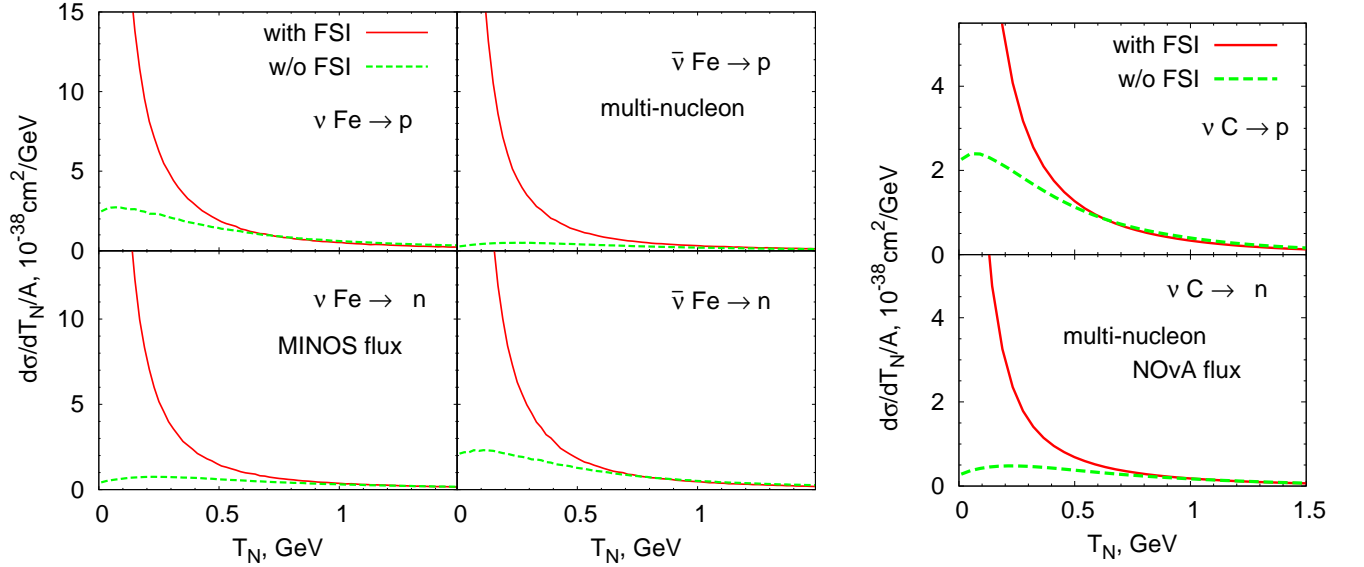 with FSI
w/o FSI
ν Fe → p
ν̄ Fe → p
multi-nucleon
ν Fe → n
MINOS flux
ν̄ Fe → n
dσ/dT_N/A, 10^-38 cm^2/GeV
15
10
5
0
10
5
0
0 0.5 1
0 0.5 1
T_N, GeV
T_N, GeV
with FSI
w/o FSI
ν C → p
ν C → n
multi-nucleon
NOvA flux
dσ/dT_N/A, 10^-38 cm^2/GeV
4
2
0
4
2
0
0 0.5 1 1.5
T_N, GeV